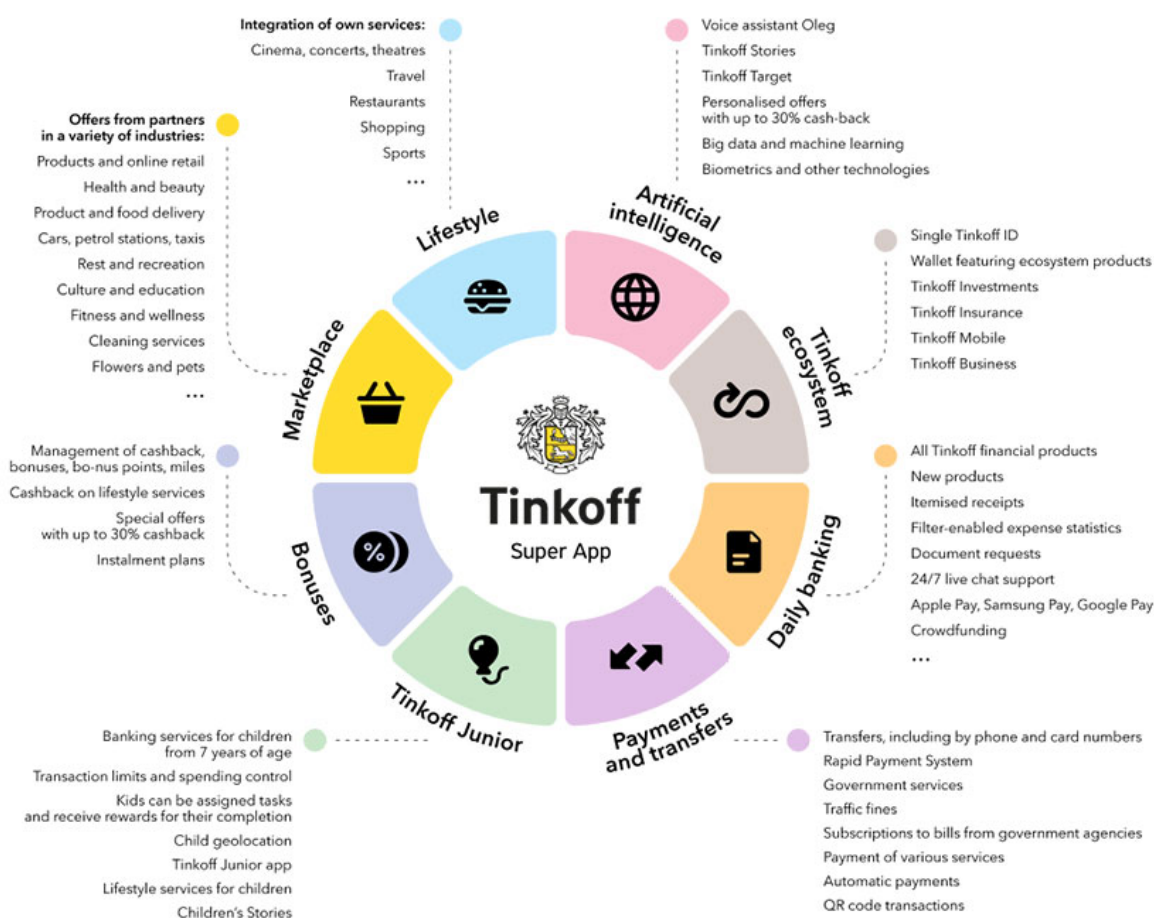 Integration of own services:
Cinema, concerts, theatres
Travel
Restaurants
Shopping
Sports
...
Voice assistant Oleg
Tinkoff Stories
Tinkoff Target
Personalised offers
with up to 30% cash-back
Big data and machine learning
Biometrics and other technologies
Offers from partners
in a variety of industries:
Products and online retail
Health and beauty
Product and food delivery
Cars, petrol stations, taxis
Rest and recreation
Culture and education
Fitness and wellness
Cleaning services
Flowers and pets
...
Lifestyle
Artificial
intelligence
Single Tinkoff ID
Wallet featuring ecosystem products
Tinkoff Investments
Tinkoff Insurance
Tinkoff Mobile
Tinkoff Business
Marketplace
Tinkoff
ecosystem
Tinkoff
Super App
Management of cashback,
bonuses, bo-nus points, miles
Cashback on lifestyle services
Special offers
with up to 30% cashback
Instalment plans
Bonuses
%
Daily banking
All Tinkoff financial products
New products
Itemised receipts
Filter-enabled expense statistics
Document requests
24/7 live chat support
Apple Pay, Samsung Pay, Google Pay
Crowdfunding
...
Tinkoff Junior
Payments
and transfers
Banking services for children
from 7 years of age
Transaction limits and spending control
Kids can be assigned tasks
and receive rewards for their completion
Child geolocation
Tinkoff Junior app
Lifestyle services for children
Children's Stories
Transfers, including by phone and card numbers
Rapid Payment System
Government services
Traffic fines
Subscriptions to bills from government agencies
Payment of various services
Automatic payments
QR code transactions